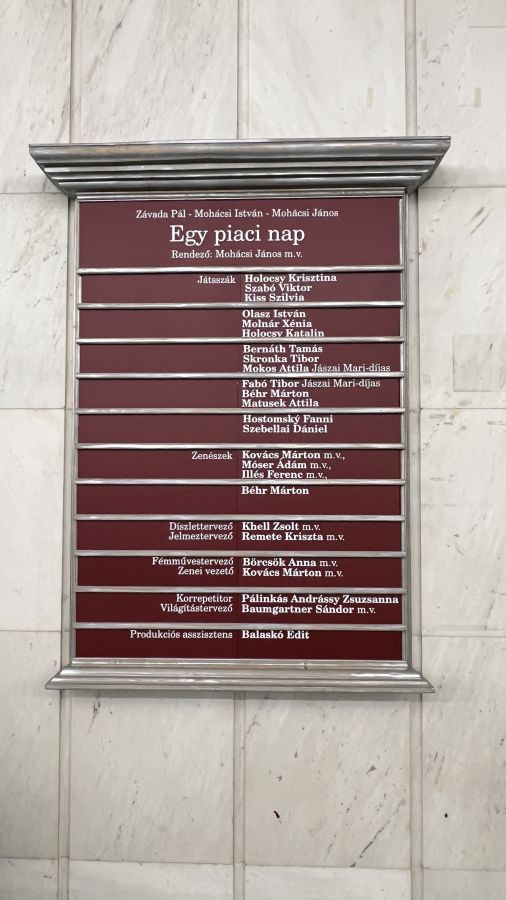 Závada Pál - Mohácsi István - Mohácsi János
Egy piaci nap
Rendező: Mohácsi János m.v.
Játsszák Holocsy Krisztina
Szabó Viktor
Kiss Szilvia
Olasz István
Molnár Xénia
Holocsy Katalin
Bernáth Tamás
Skronka Tibor
Mokos Attila Jászai Mari-díjas
Fabó Tibor Jászai Mari-díjas
Béhr Márton
Matusek Attila
Hostomský Fanni
Szebellai Dániel
Zenészek Kovács Márton m.v.,
Móser Ádám m.v.,
Illés Ferenc m.v.,
Béhr Márton
Díszlettervező Khell Zsolt m.v.
Jelmeztervező Remete Kriszta m.v.
Fémművestervező Börcsök Anna m.v.
Zenei vezető Kovács Márton m.v.
Korrepetitor Pálinkás Andrássy Zsuzsanna
Világítástervező Baumgartner Sándor m.v.
Produkciós asszisztens Balaskó Edit